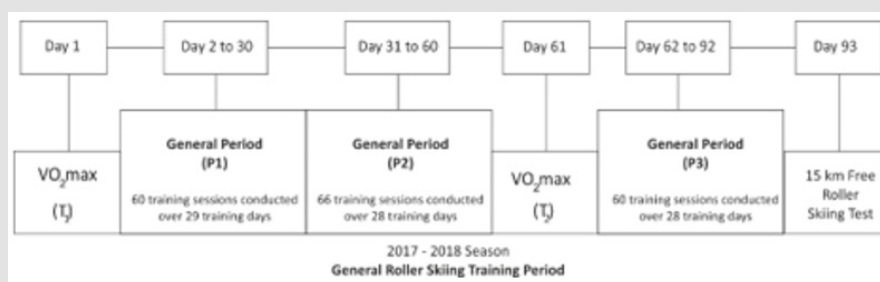 Day 1
Day 2 to 30
Day 31 to 60
Day 61
Day 62 to 92
Day 93
VO2max
(T)
General Period
(P1)
60 training sessions conducted
over 29 training days
General Period
(P2)
66 training sessions conducted
over 28 training days
VO2max
(T)
General Period
(P3)
60 training sessions conducted
over 28 training days
15 km Free
Roller
Skiing Test
2017 - 2018 Season
General Roller Skiing Training Period